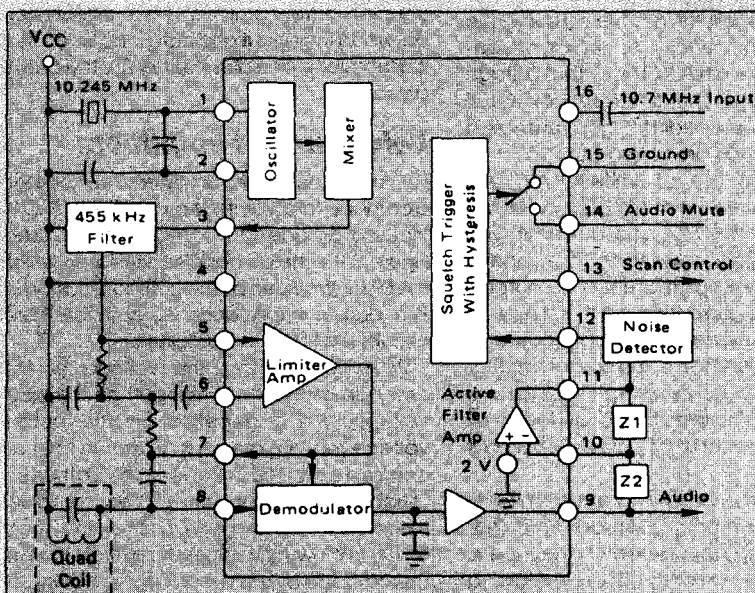 VCC
10.245 MHz
1
2
3
4
5
6
7
8
455 kHz
Filter
Quad
Coil
Oscillator
Mixer
Limiter
Amp
Demodulator
Squelch Trigger
With Hysteresis
Active
Filter
Amp
+ -
2 V
16
10.7 MHz Input
15
Ground
14
Audio Mute
13
Scan Control
12
Noise
Detector
11
Z1
10
Z2
9
Audio